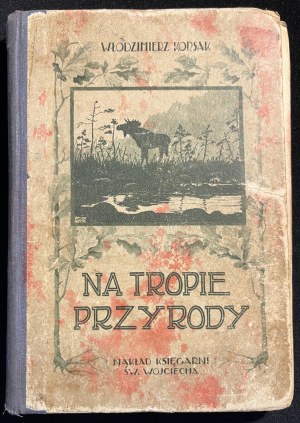 WŁODZIMIERZ KORSAK
NA TROPIE
PRZYRODY
NAKŁAD KSIĘGARNI
ŚW. WOJCIECHA